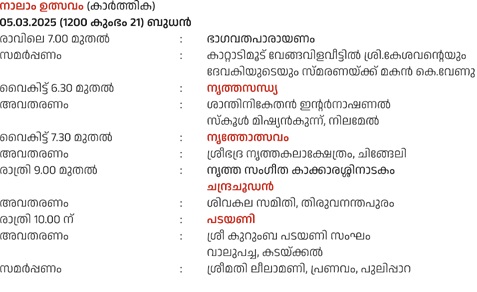 നാലാം ഉത്സവം (കാർത്തിക)
05.03.2025 (1200 കുംഭം 21) ബുധൻ
രാവിലെ 7.00 മുതൽ : ഭാഗവതപാരായണം
സമർപ്പണം : കാറ്റാടിമൂട് വേങ്ങവിളവീട്ടിൽ ശ്രി.കേശവന്റെയും
ദേവകിയുടെയും സ്മരണയ്ക്ക് മകൻ കെ.വേണു
വൈകിട്ട് 6.30 മുതൽ : നൃത്തസന്ധ്യ
അവതരണം : ശാന്തിനികേതൻ ഇന്റർനാഷണൽ
സ്കൂൾ മിഷ്യൻകുന്ന്, നിലമേൽ
വൈകിട്ട് 7.30 മുതൽ : നൃത്തോത്സവം
അവതരണം : ശ്രീഭദ്ര നൃത്തകലാക്ഷേത്രം, ചിങ്ങേലി
രാത്രി 9.00 മുതൽ : നൃത്ത സംഗീത കാക്കാരശ്ശിനാടകം
ചന്ദ്രചൂഡൻ
അവതരണം : ശിവകല സമിതി, തിരുവനന്തപുരം
രാത്രി 10.00 ന് : പടയണി
അവതരണം : ശ്രീ കുറുംബ പടയണി സംഘം
വാലുപച്ച, കടയ്ക്കൽ
സമർപ്പണം : ശ്രീമതി ലീലാമണി, പ്രണവം, പുലിപ്പാറ